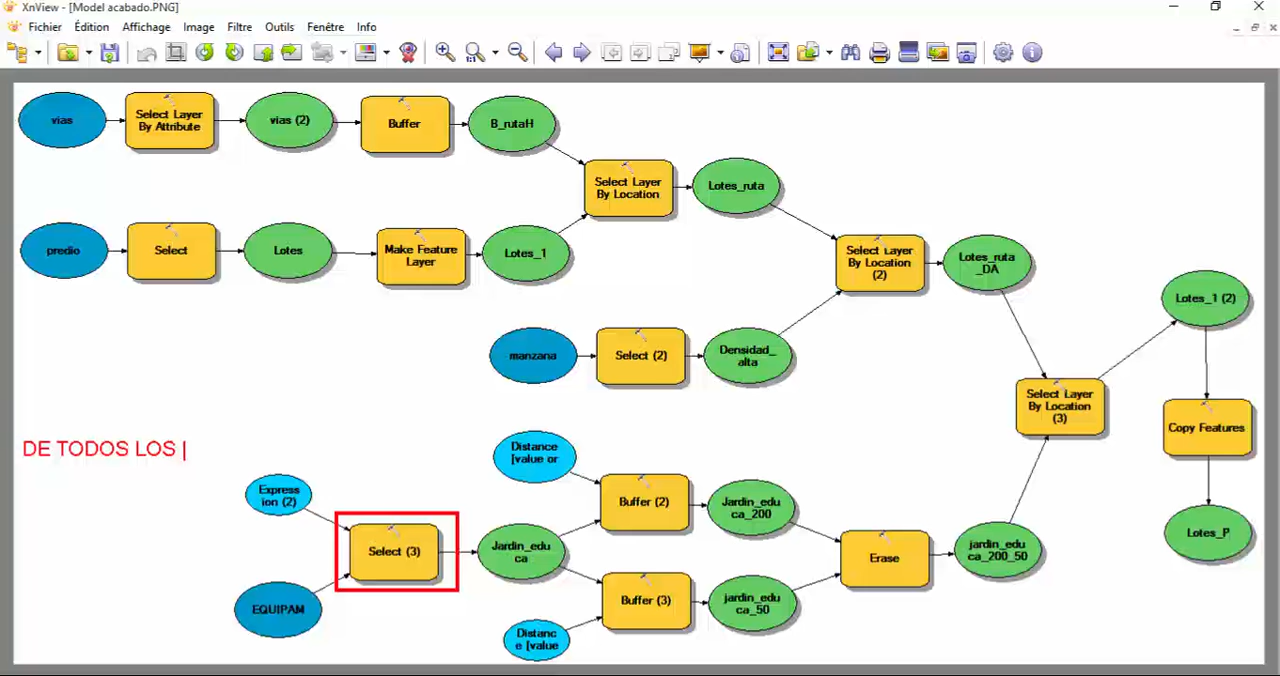 XnView - [Model acabado.PNG]
Fichier Édition Affichage Image Filtre Outils Fenêtre Info
1:1
vias
Select Layer
By Attribute
vias (2)
Buffer
B_rutaH
Select Layer
By Location
Lotes_ruta
predio
Select
Lotes
Make Feature
Layer
Lotes_1
Select Layer
By Location
(2)
Lotes_ruta
_DA
Lotes_1 (2)
manzana
Select (2)
Densidad_
alta
Select Layer
By Location
(3)
Copy Features
Lotes_P
DE TODOS LOS
Distance
[value or
Express
ion (2)
Buffer (2)
Jardin_edu
ca_200
Select (3)
Jardin_edu
ca
Erase
jardin_edu
ca_200_50
EQUIPAM
Buffer (3)
jardin_edu
ca_50
Distanc
e [value